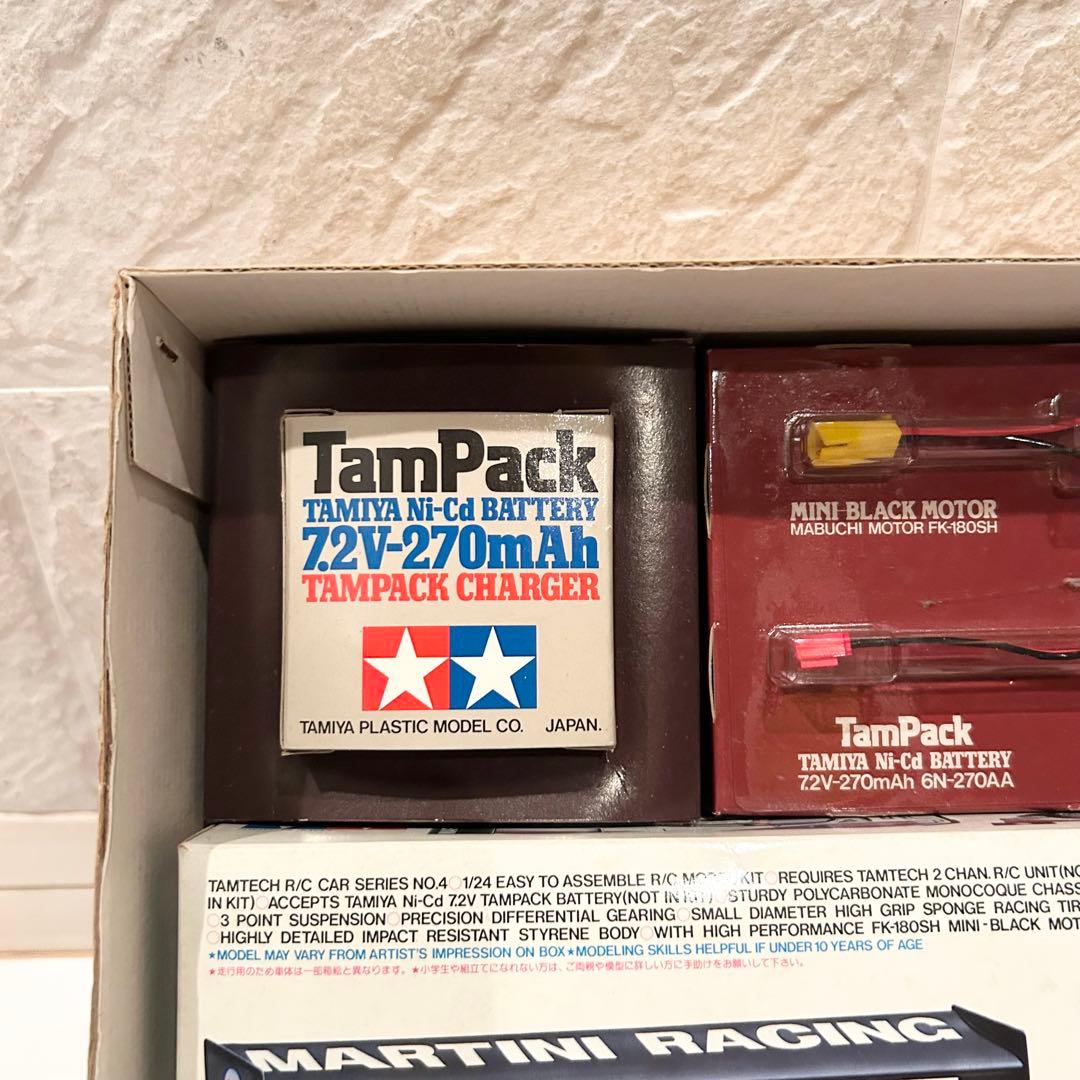 TamPack
TAMIYA Ni-Cd BATTERY
7.2V-270mAh
TAMPACK CHARGER
TAMIYA PLASTIC MODEL CO. JAPAN.
MINI BLACK MOTOR
MABUCHI MOTOR FK-180SH
TamPack
TAMIYA Ni-Cd BATTERY
7.2V-270mAh 6N-270AA
TAMTECH R/C CAR SERIES NO.4○1/24 EASY TO ASSEMBLE R/C MODEL KIT○REQUIRES TAMTECH 2 CHAN. R/C UNIT(NO
IN KIT)○ACCEPTS TAMIYA Ni-Cd 7.2V TAMPACK BATTERY(NOT IN KIT)○STURDY POLYCARBONATE MONOCOQUE CHASS
○3 POINT SUSPENSION○PRECISION DIFFERENTIAL GEARING○SMALL DIAMETER HIGH GRIP SPONGE RACING TIR
○HIGHLY DETAILED IMPACT RESISTANT STYRENE BODY○WITH HIGH PERFORMANCE FK-180SH MINI-BLACK MOT
★MODEL MAY VARY FROM ARTIST'S IMPRESSION ON BOX★MODELING SKILLS HELPFUL IF UNDER 10 YEARS OF AGE
★走行用のため車体は一部箱絵と異なります。★小学生や組立てになれない方は、ご両親や模型に詳しい方に手助けをお願いして下さい。
MARTINI RACING